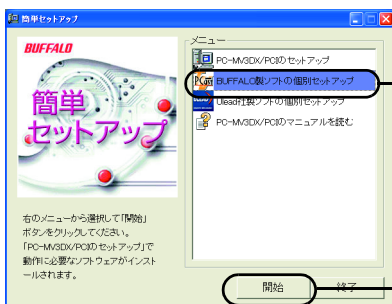 簡単セットアップ
BUFFALO
簡単
セットアップ
右のメニューから選択して「開始」
ボタンをクリックしてください。
「PC-MV3DX/PCIのセットアップ」で
動作に必要なソフトウェアがインスト
ールされます。
メニュー
PC-MV3DX/PCIのセットアップ
BUFFALO製ソフトの個別セットアップ
Ulead社製ソフトの個別セットアップ
PC-MV3DX/PCIのマニュアルを読む
開始
終了